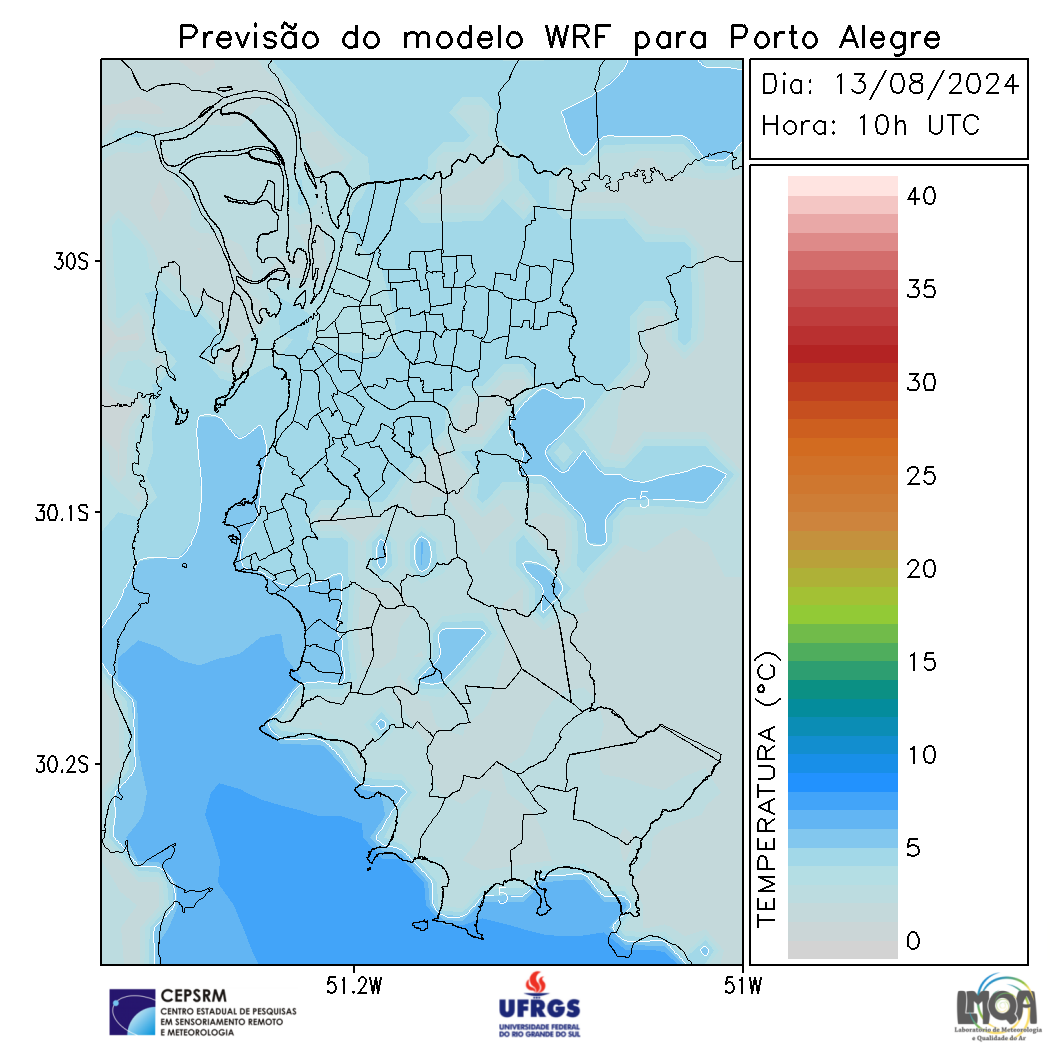 Previsão do modelo WRF para Porto Alegre
Dia: 13/08/2024
Hora: 10h UTC
40
35
30
25
20
15
10
5
0
TEMPERATURA (°C)
30S
30.1S
30.2S
51.2W
51W
5
5
CEPSRM
CENTRO ESTADUAL DE PESQUISAS
EM SENSORIAMENTO REMOTO
E METEOROLOGIA
UFRGS
UNIVERSIDADE FEDERAL
DO RIO GRANDE DO SUL
LMQA
Laboratório de Meteorologia
e Qualidade do Ar